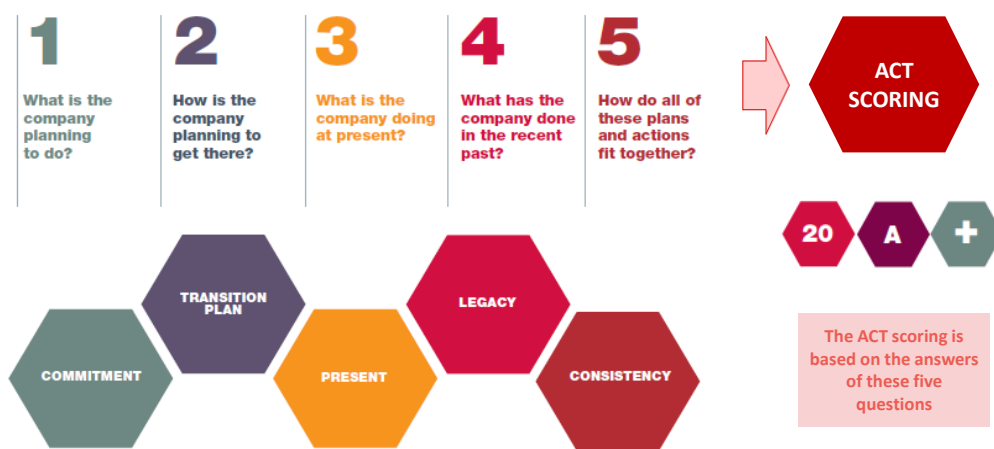 1
What is the
company
planning
to do?
2
How is the
company
planning to
get there?
3
What is the
company doing
at present?
4
What has the
company done
in the recent
past?
5
How do all of
these plans
and actions
fit together?
ACT
SCORING
20
A
+
COMMITMENT
TRANSITION
PLAN
PRESENT
LEGACY
CONSISTENCY
The ACT scoring is
based on the answers
of these five
questions